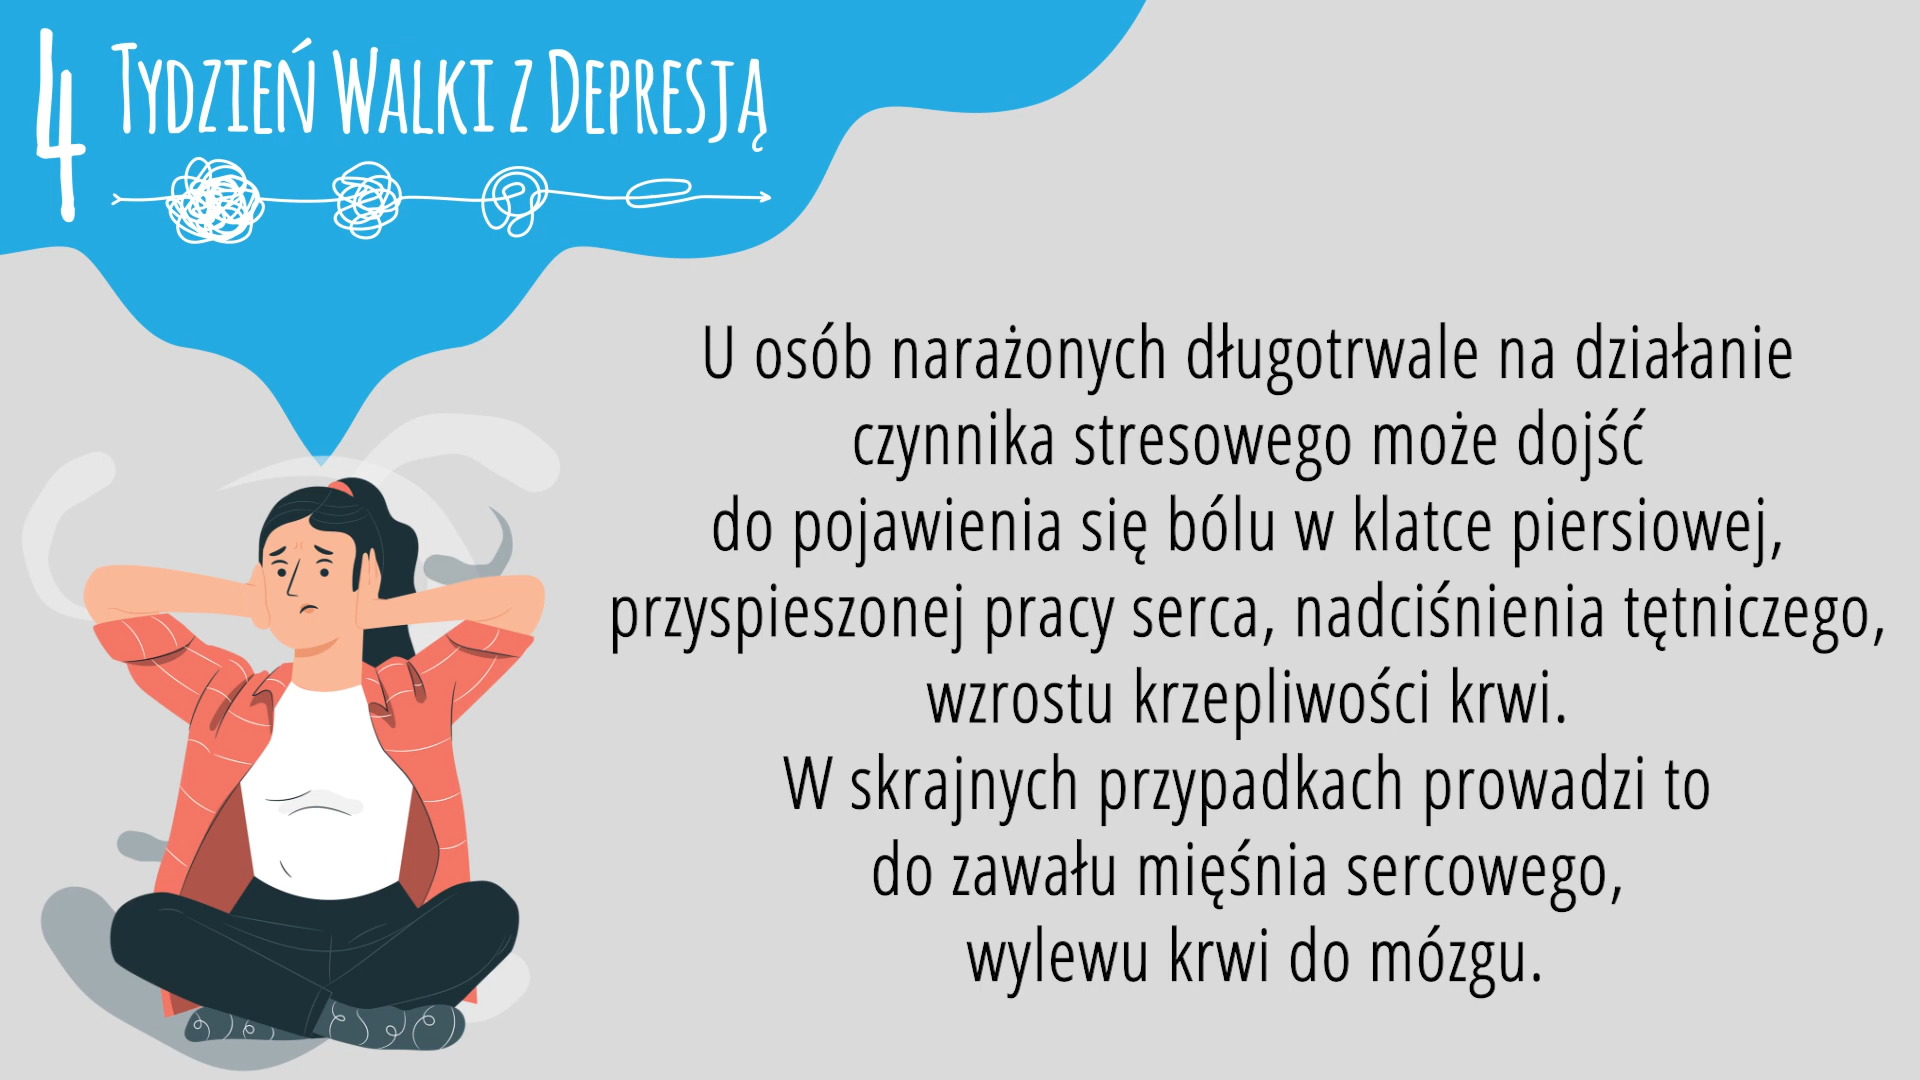 4 Tydzień Walki z Depresją
U osób narażonych długotrwale na działanie
czynnika stresowego może dojść
do pojawienia się bólu w klatce piersiowej,
przyspieszonej pracy serca, nadciśnienia tętniczego,
wzrostu krzepliwości krwi.
W skrajnych przypadkach prowadzi to
do zawału mięśnia sercowego,
wylewu krwi do mózgu.